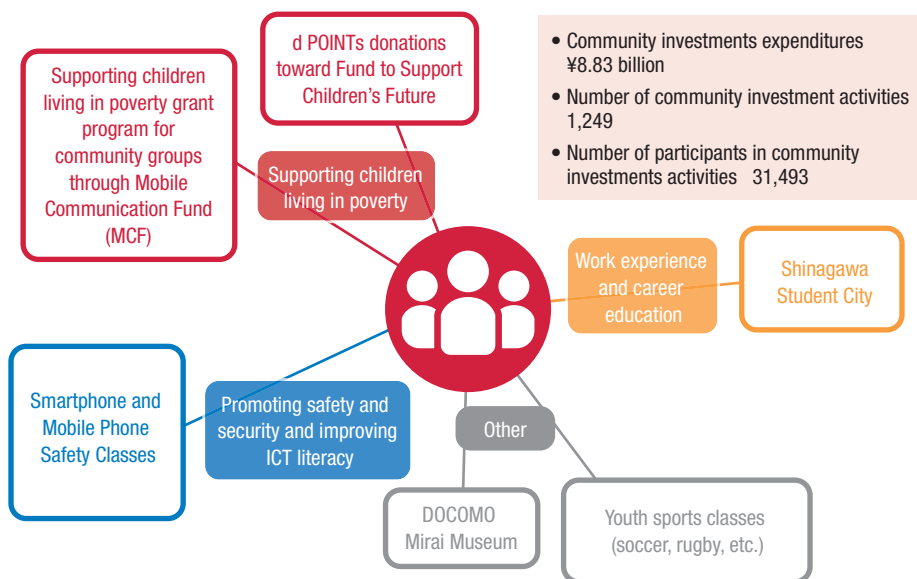 Supporting children
living in poverty grant
program for
community groups
through Mobile
Communication Fund
(MCF)
d POINTs donations
toward Fund to Support
Children’s Future
• Community investments expenditures
¥8.83 billion
• Number of community investment activities
1,249
• Number of participants in community
investments activities 31,493
Supporting children
living in poverty
Work experience
and career
education
Shinagawa
Student City
Smartphone and
Mobile Phone
Safety Classes
Promoting safety and
security and improving
ICT literacy
Other
DOCOMO
Mirai Museum
Youth sports classes
(soccer, rugby, etc.)